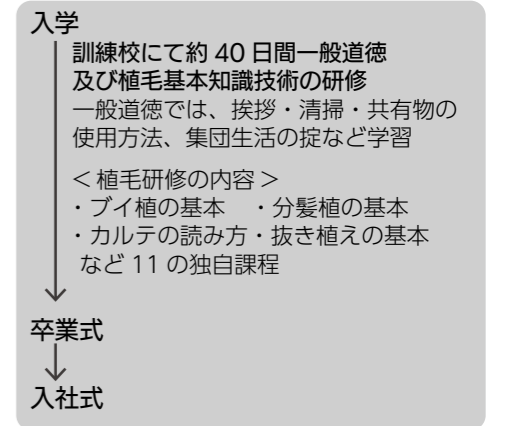 入学
訓練校にて約 40 日間一般道徳
及び植毛基本知識技術の研修
一般道徳では、挨拶・清掃・共有物の
使用方法、集団生活の掟など学習
＜植毛研修の内容＞
・ブイ植の基本　・分髪植の基本
・カルテの読み方・抜き植えの基本
など 11 の独自課程
卒業式
入社式